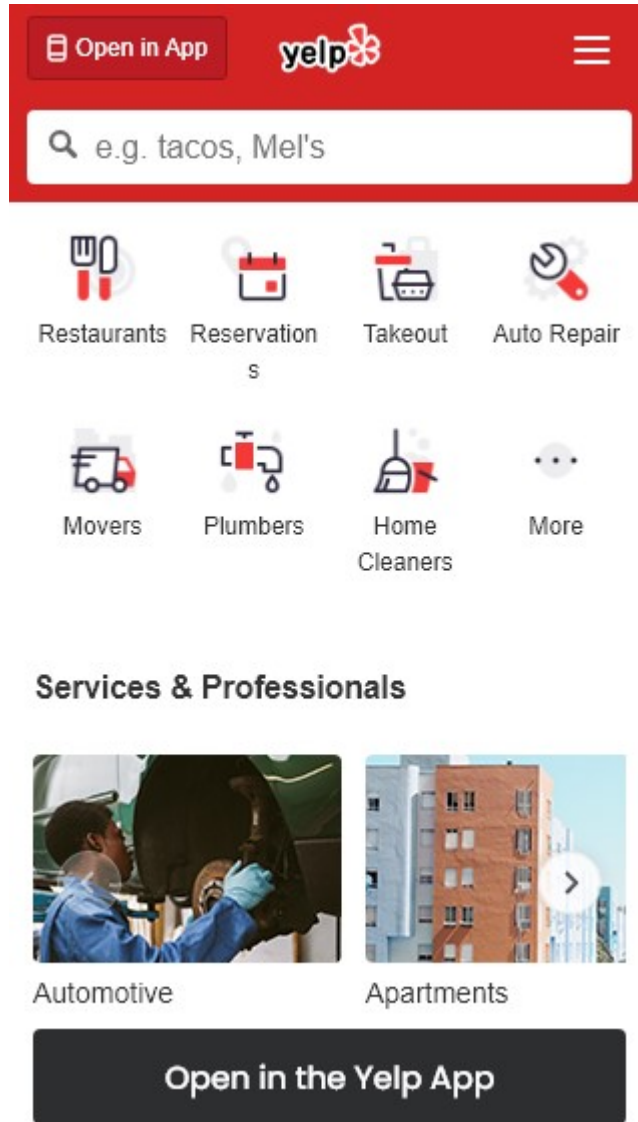 Open in App
yelp
e.g. tacos, Mel's
Restaurants
Reservation
s
Takeout
Auto Repair
Movers
Plumbers
Home
Cleaners
More
Services & Professionals
Automotive
Apartments
Open in the Yelp App